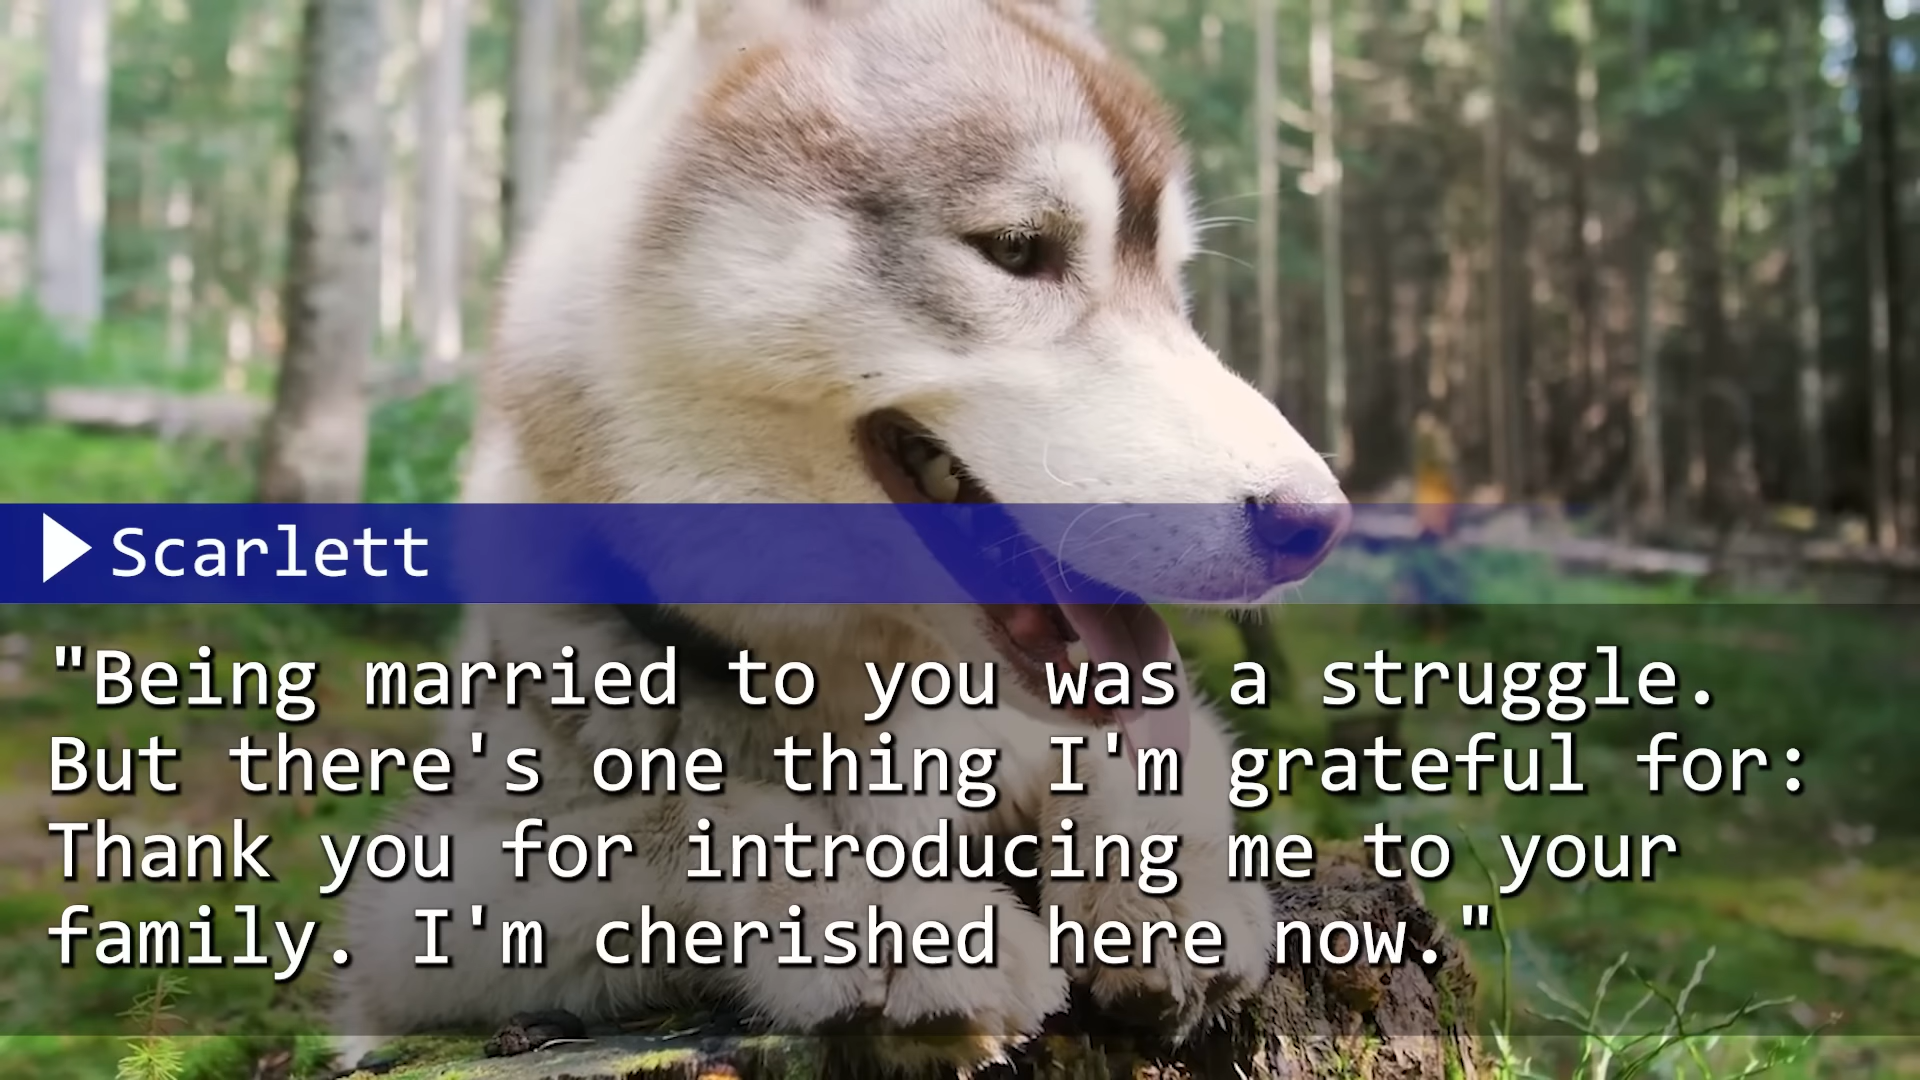 Scarlett
"Being married to you was a struggle.
But there's one thing I'm grateful for:
Thank you for introducing me to your
family. I'm cherished here now."